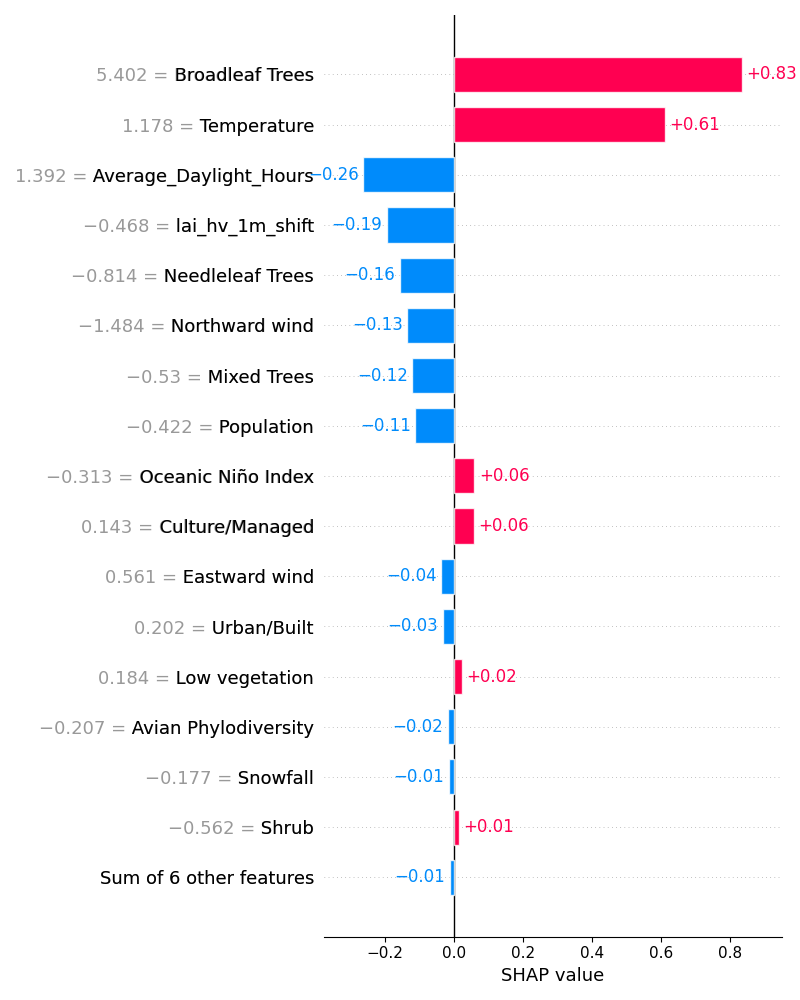 5.402 = Broadleaf Trees +0.83
1.178 = Temperature +0.61
1.392 = Average_Daylight_Hours −0.26
−0.468 = lai_hv_1m_shift −0.19
−0.814 = Needleleaf Trees −0.16
−1.484 = Northward wind −0.13
−0.53 = Mixed Trees −0.12
−0.422 = Population −0.11
−0.313 = Oceanic Niño Index +0.06
0.143 = Culture/Managed +0.06
0.561 = Eastward wind −0.04
0.202 = Urban/Built −0.03
0.184 = Low vegetation +0.02
−0.207 = Avian Phylodiversity −0.02
−0.177 = Snowfall −0.01
−0.562 = Shrub +0.01
Sum of 6 other features −0.01
−0.2 0.0 0.2 0.4 0.6 0.8
SHAP value